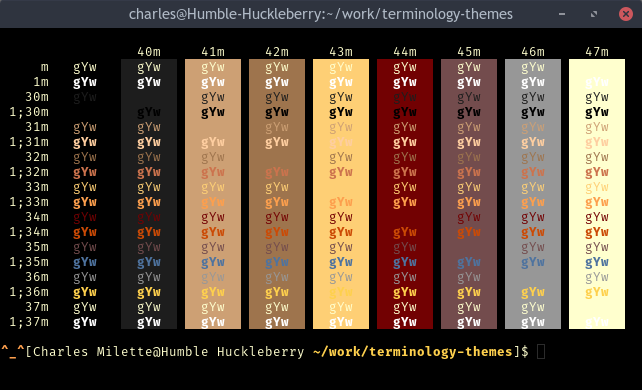 charles@Humble-Huckleberry:~/work/terminology-themes
40m 41m 42m 43m 44m 45m 46m 47m
m gYw gYw gYw gYw gYw gYw gYw gYw
1m gYw gYw gYw gYw gYw gYw gYw gYw gYw
30m gYw gYw gYw gYw gYw gYw gYw gYw
1;30m gYw gYw gYw gYw gYw gYw gYw gYw
31m gYw gYw gYw gYw gYw gYw gYw gYw
1;31m gYw gYw gYw gYw gYw gYw gYw gYw gYw
32m gYw gYw gYw gYw gYw gYw gYw gYw
1;32m gYw gYw gYw gYw gYw gYw gYw gYw gYw
33m gYw gYw gYw gYw gYw gYw gYw gYw
1;33m gYw gYw gYw gYw gYw gYw gYw gYw gYw
34m gYw gYw gYw gYw gYw gYw gYw gYw
1;34m gYw gYw gYw gYw gYw gYw gYw gYw gYw
35m gYw gYw gYw gYw gYw gYw gYw gYw
1;35m gYw gYw gYw gYw gYw gYw gYw gYw gYw
36m gYw gYw gYw gYw gYw gYw gYw gYw
1;36m gYw gYw gYw gYw gYw gYw gYw gYw gYw
37m gYw gYw gYw gYw gYw gYw gYw gYw
1;37m gYw gYw gYw gYw gYw gYw gYw gYw gYw
^_^[Charles Milette@Humble Huckleberry ~/work/terminology-themes]$